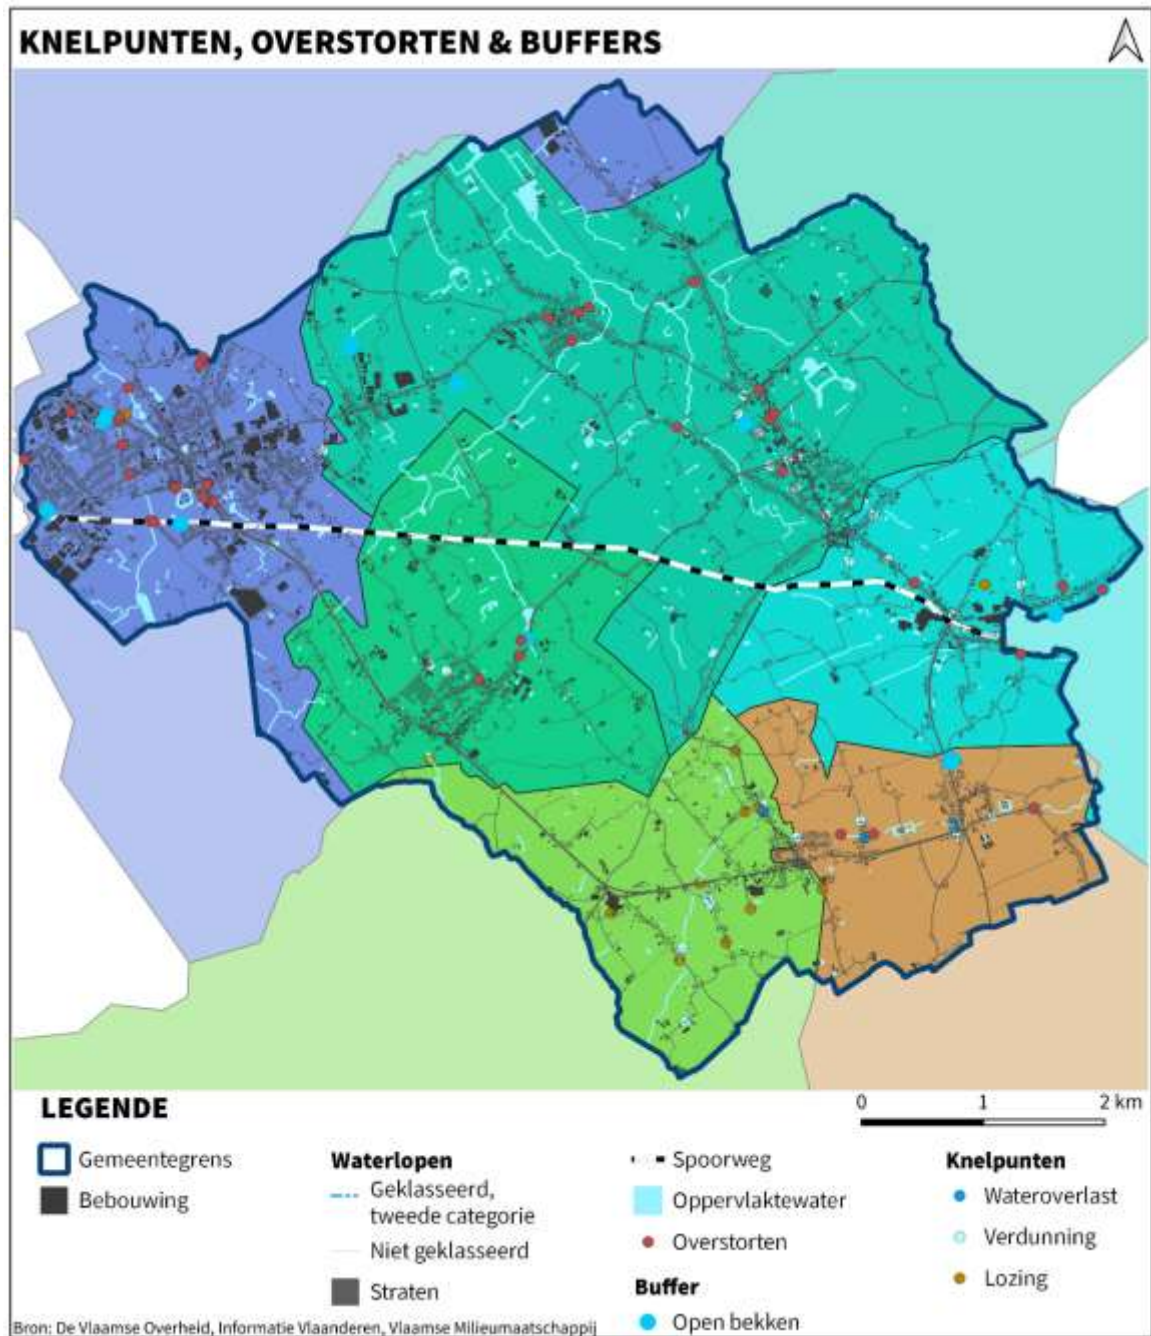 KNELPUNTEN, OVERSTORTEN & BUFFERS
LEGENDE
0 1 2 km
Gemeentegrens
Bebouwing
Waterlopen
Geklasseerd,
tweede categorie
Niet geklasseerd
Straten
Spoorweg
Oppervlaktewater
Overstorten
Buffer
Open bekken
Knelpunten
Wateroverlast
Verdunning
Lozing
Bron: De Vlaamse Overheid, Informatie Vlaanderen, Vlaamse Milieumaatschappij